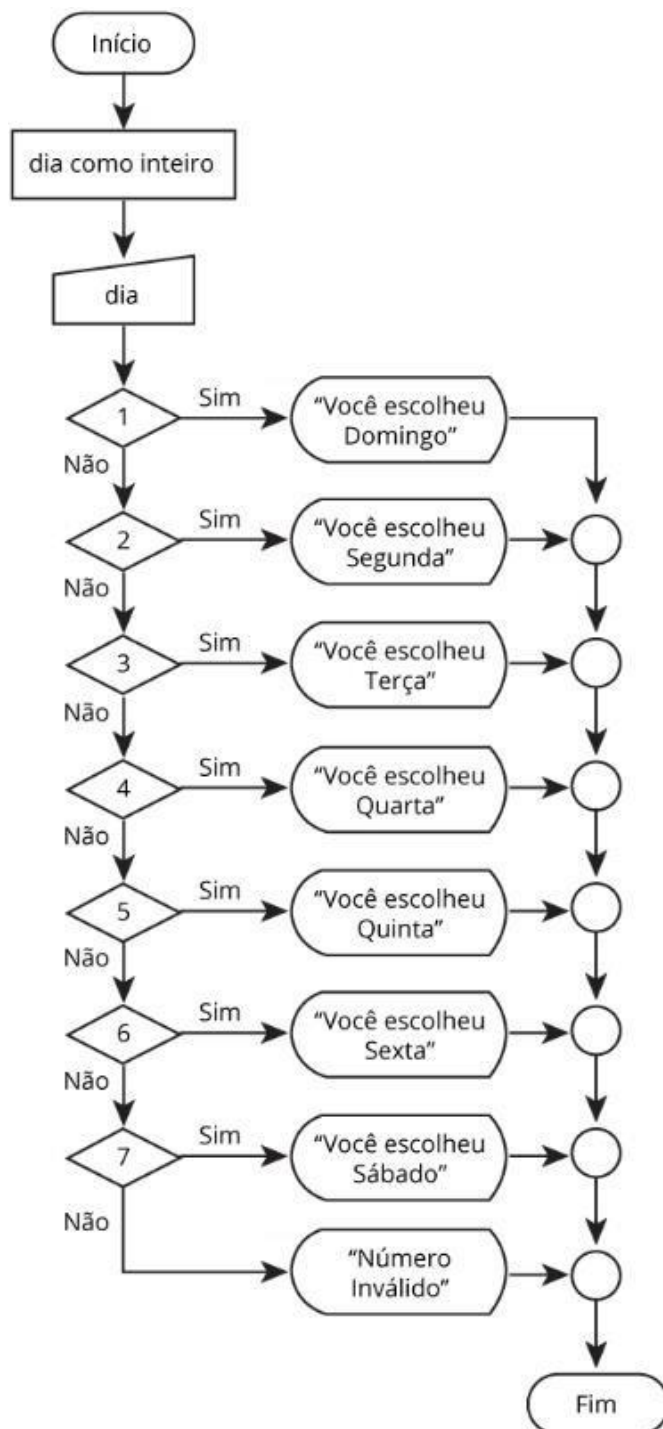 Início
dia como inteiro
dia
1
Sim
“Você escolheu
Domingo”
Não
2
Sim
“Você escolheu
Segunda”
Não
3
Sim
“Você escolheu
Terça”
Não
4
Sim
“Você escolheu
Quarta”
Não
5
Sim
“Você escolheu
Quinta”
Não
6
Sim
“Você escolheu
Sexta”
Não
7
Sim
“Você escolheu
Sábado”
Não
“Número
Inválido”
Fim